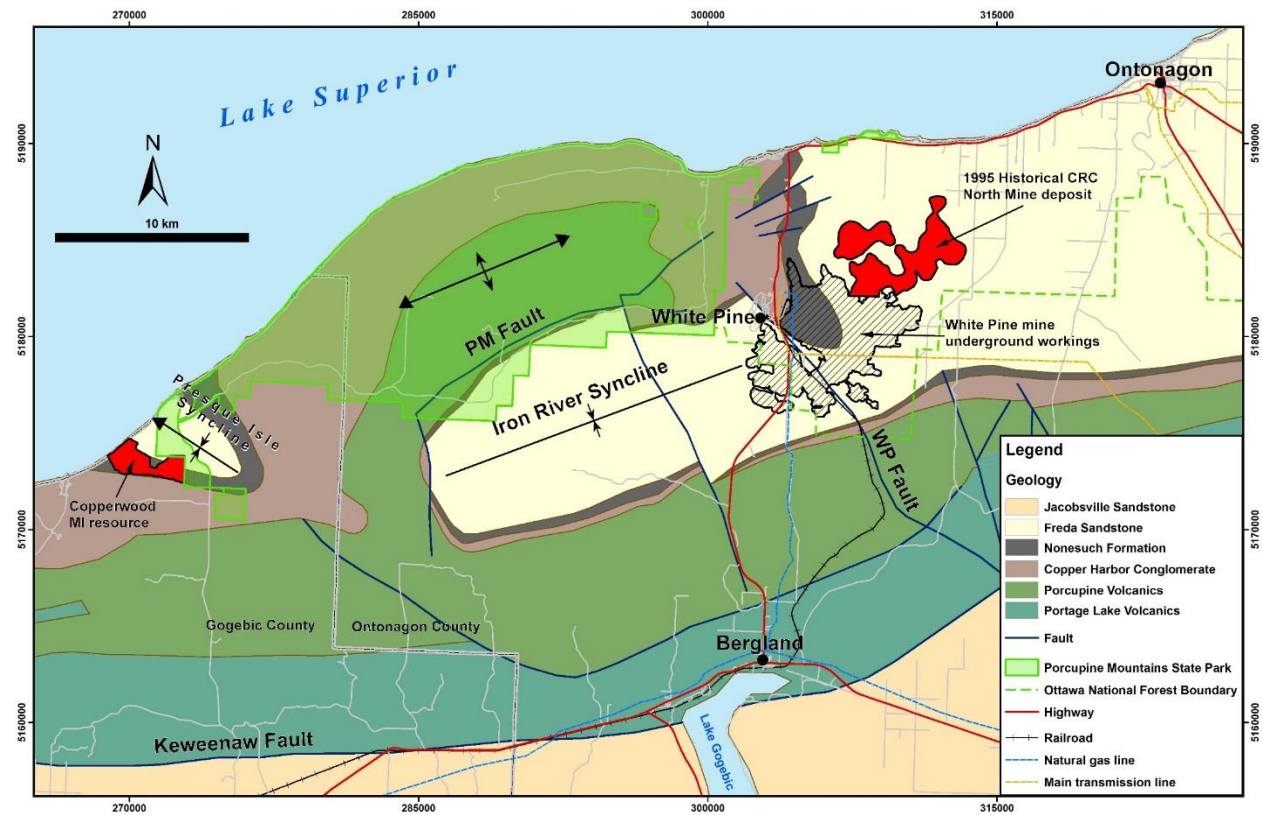 270000
285000
300000
315000
Ontonagon
Lake Superior
5190000
5190000
N
10 km
1995 Historical CRC
North Mine deposit
PM Fault
White Pine
White Pine mine
underground workings
5180000
5180000
Iron River Syncline
Presque Isle
Syncline
WP Fault
Copperwood
MI resource
5170000
5170000
Gogebic County
Ontonagon County
Bergland
Lake Gogebic
Keweenaw Fault
5160000
5160000
Legend
Geology
Jacobsville Sandstone
Freda Sandstone
Nonesuch Formation
Copper Harbor Conglomerate
Porcupine Volcanics
Portage Lake Volcanics
Fault
Porcupine Mountains State Park
Ottawa National Forest Boundary
Highway
Railroad
Natural gas line
Main transmission line
270000
285000
300000
315000